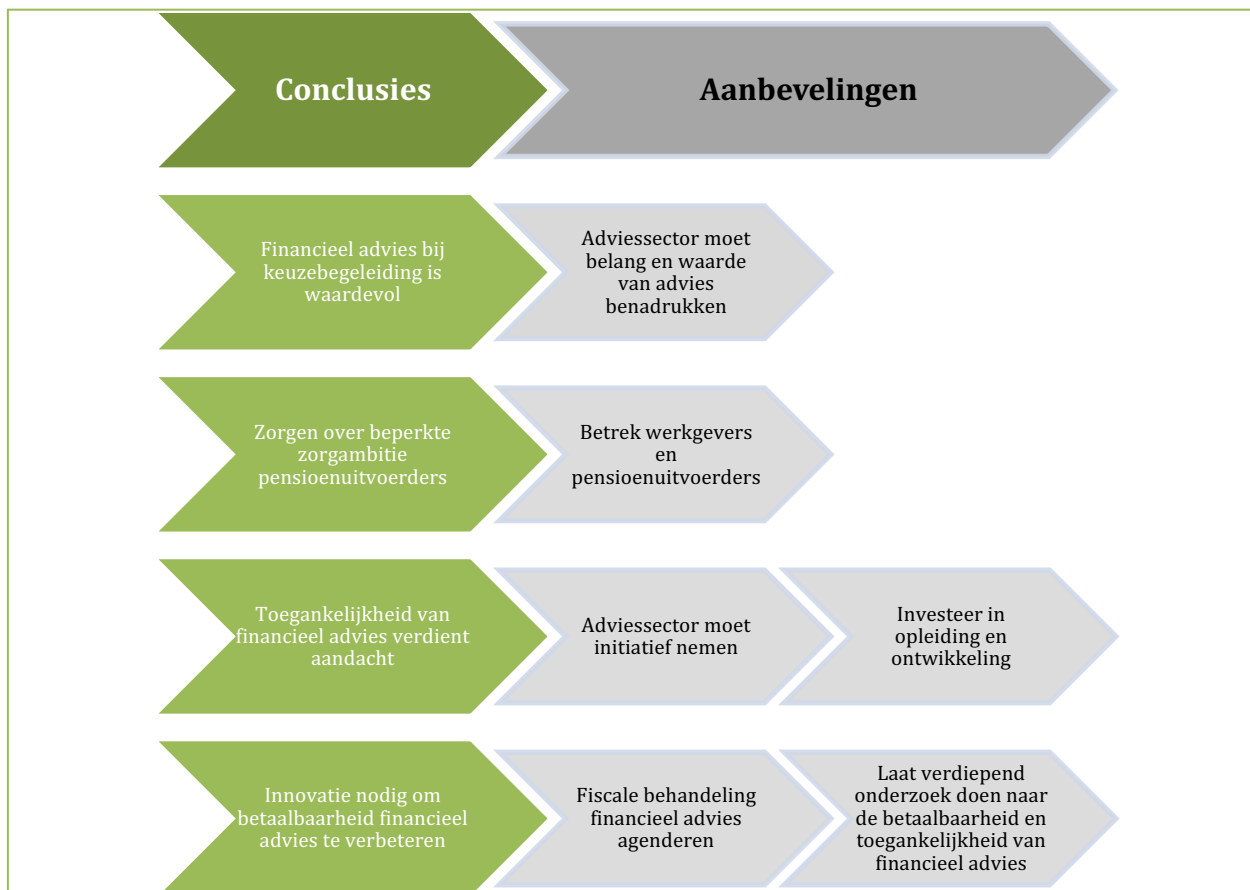 Conclusies
Aanbevelingen
Financieel advies bij
keuzebegeleiding is
waardevol
Adviessector moet
belang en waarde
van advies
benadrukken
Zorgen over beperkte
zorgambitie
pensioenuitvoerders
Betrek werkgevers
en
pensioenuitvoerders
Toegankelijkheid van
financieel advies verdient
aandacht
Adviessector moet
initiatief nemen
Investeer in
opleiding en
ontwikkeling
Innovatie nodig om
betaalbaarheid financieel
advies te verbeteren
Fiscale behandeling
financieel advies
agenderen
Laat verdiepend
onderzoek doen naar
de betaalbaarheid en
toegankelijkheid van
financieel advies